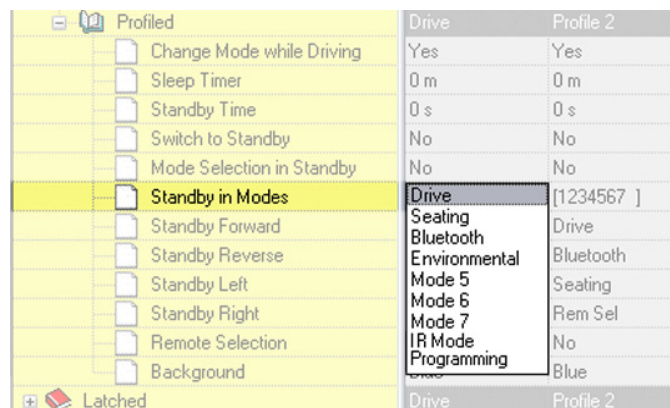 Profiled Drive Profile 2
Change Mode while Driving Yes Yes
Sleep Timer 0 m 0 m
Standby Time 0 s 0 s
Switch to Standby No No
Mode Selection in Standby No No
Standby in Modes Drive [1234567 ]
Seating
Standby Forward Bluetooth Drive
Standby Reverse Environmental Bluetooth
Standby Left Mode 5 Seating
Mode 6
Standby Right Mode 7 Rem Sel
Remote Selection IR Mode No
Programming
Background Blue Blue
Latched Drive Profile 2